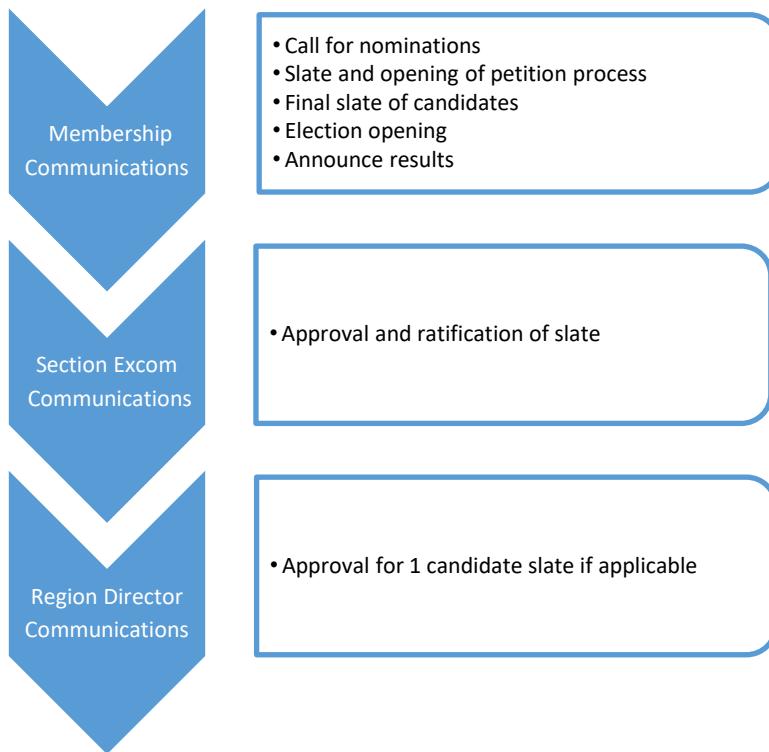 Membership
Communications
• Call for nominations
• Slate and opening of petition process
• Final slate of candidates
• Election opening
• Announce results
Section Excom
Communications
• Approval and ratification of slate
Region Director
Communications
• Approval for 1 candidate slate if applicable